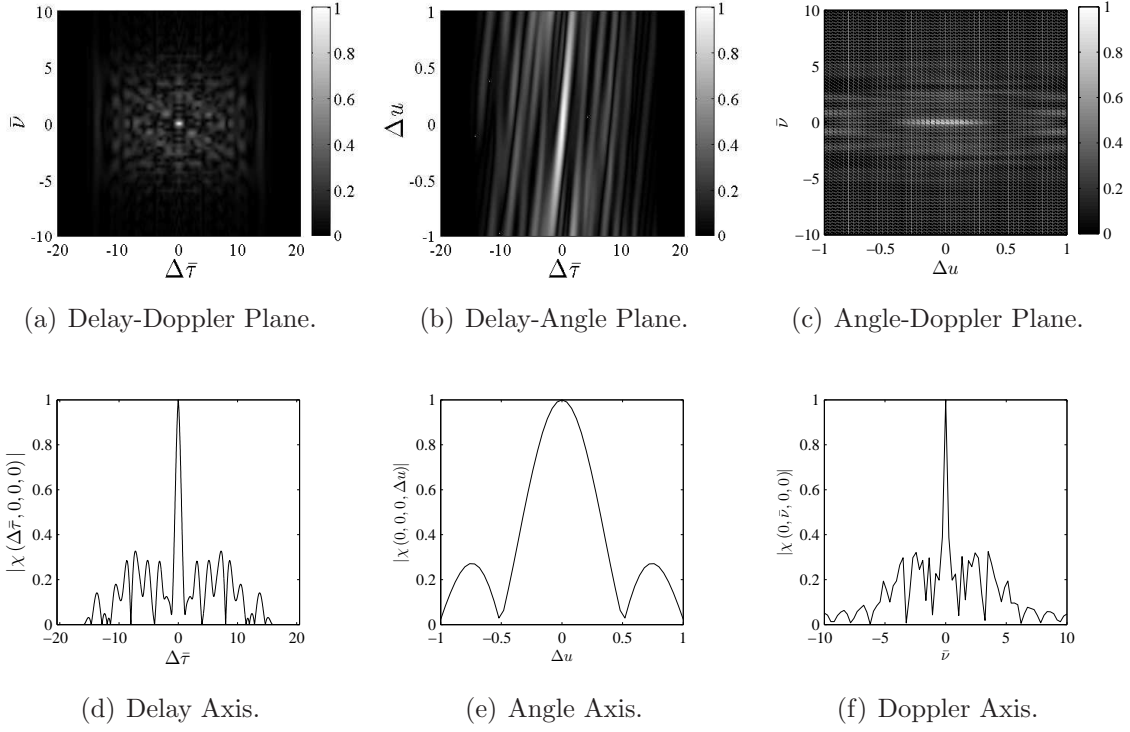 10
5
0
-5
-10
ν̄
-20 -10 0 10 20
Δτ̄
1
0.8
0.6
0.4
0.2
0
(a) Delay-Doppler Plane.
1
0.5
0
0.5
1
Δu
-20 -10 0 10 20
Δτ̄
1
0.8
0.6
0.4
0.2
0
(b) Delay-Angle Plane.
10
5
0
−5
−10
ν̄
−1 −0.5 0 0.5 1
Δu
1
0.8
0.6
0.4
0.2
0
(c) Angle-Doppler Plane.
1
0.8
0.6
0.4
0.2
0
|χ(Δτ̄,0,0,0)|
−20 −10 0 10 20
Δτ̄
(d) Delay Axis.
1
0.8
0.6
0.4
0.2
0
|χ(0,0,0,Δu)|
−1 −0.5 0 0.5 1
Δu
(e) Angle Axis.
1
0.8
0.6
0.4
0.2
0
|χ(0,ν̄,0,0)|
−10 −5 0 5 10
ν̄
(f) Doppler Axis.